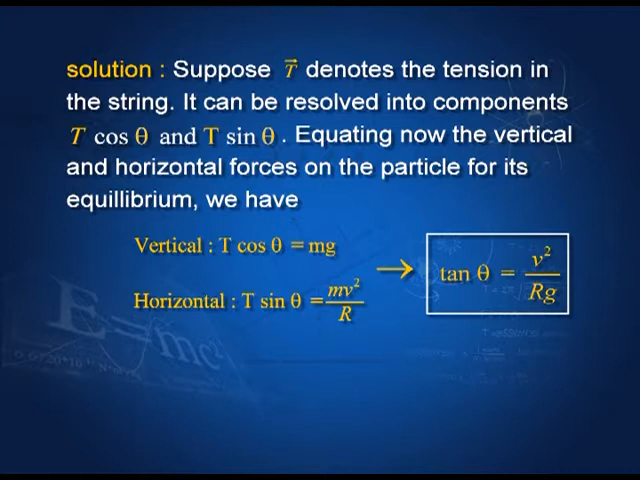 solution : Suppose T⃗ denotes the tension in
the string. It can be resolved into components
T cos θ and T sin θ . Equating now the vertical
and horizontal forces on the particle for its
equillibrium, we have
Vertical : T cos θ = mg
Horizontal : T sin θ = mv²/R
→ tan θ = v²/Rg
E=mc²